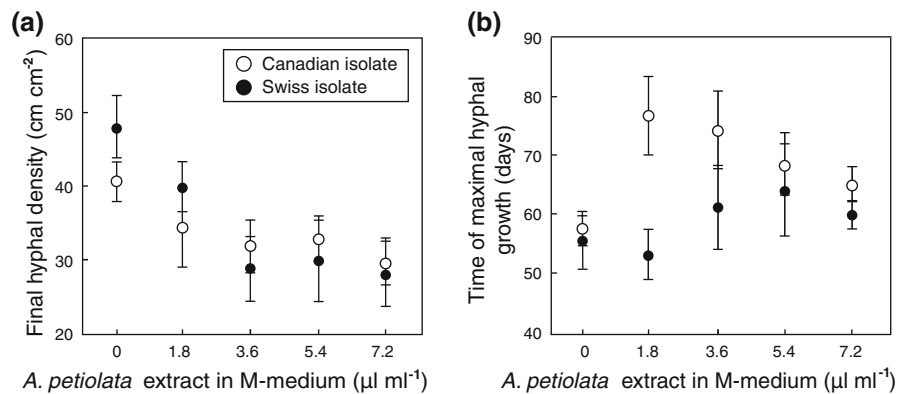 (a)
Final hyphal density (cm cm⁻²)
60
50
40
30
20
Canadian isolate
Swiss isolate
0 1.8 3.6 5.4 7.2
A. petiolata extract in M-medium (µl ml⁻¹)
(b)
Time of maximal hyphal
growth (days)
90
80
70
60
50
40
0 1.8 3.6 5.4 7.2
A. petiolata extract in M-medium (µl ml⁻¹)